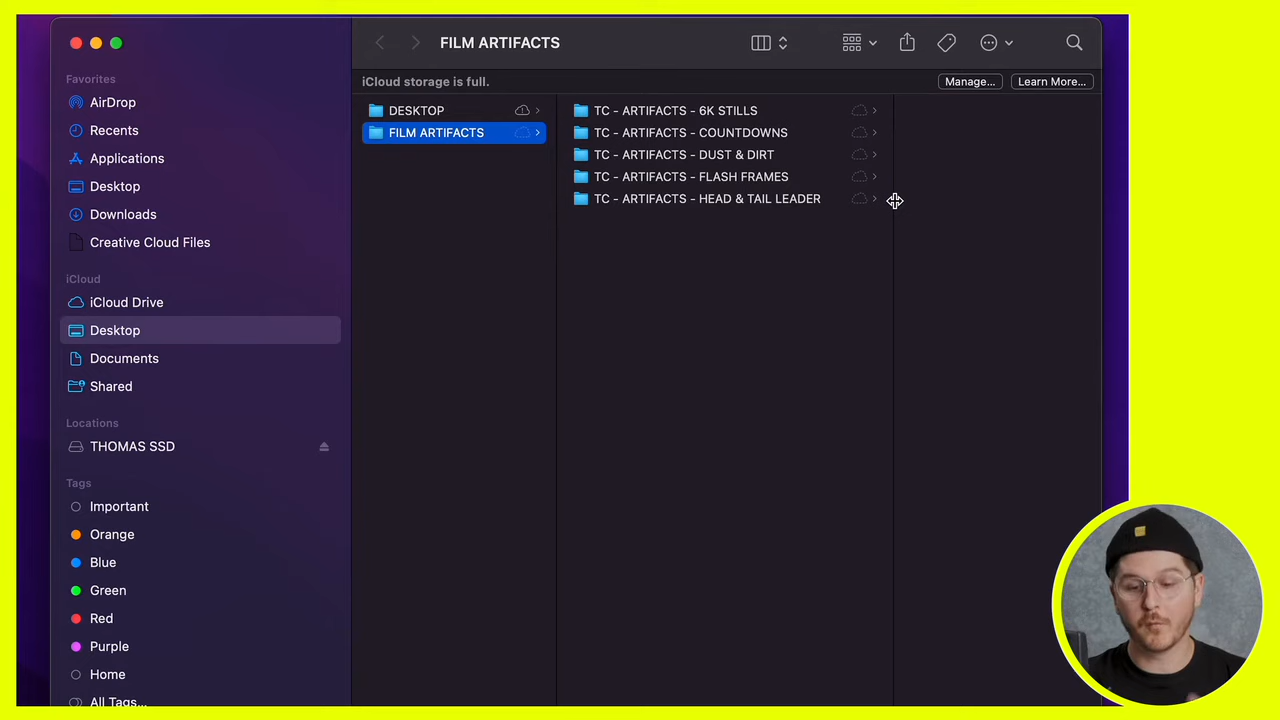 FILM ARTIFACTS
iCloud storage is full.
Manage...
Learn More...
Favorites
AirDrop
Recents
Applications
Desktop
Downloads
Creative Cloud Files
iCloud
iCloud Drive
Desktop
Documents
Shared
Locations
THOMAS SSD
Tags
Important
Orange
Blue
Green
Red
Purple
Home
All Tags...
DESKTOP
FILM ARTIFACTS
TC - ARTIFACTS - 6K STILLS
TC - ARTIFACTS - COUNTDOWNS
TC - ARTIFACTS - DUST & DIRT
TC - ARTIFACTS - FLASH FRAMES
TC - ARTIFACTS - HEAD & TAIL LEADER